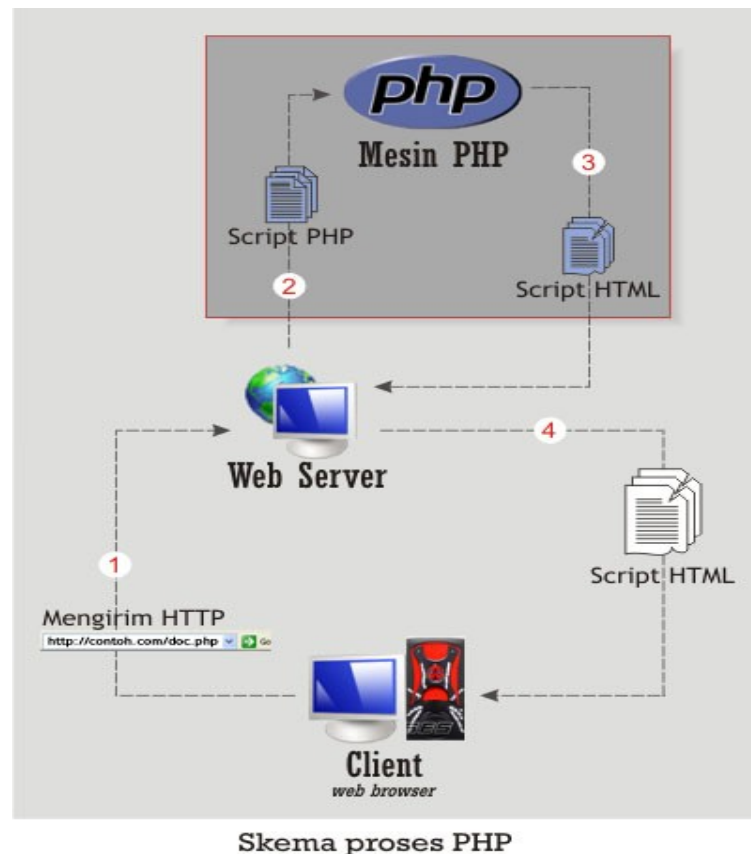 php
Mesin PHP
3
Script PHP
2
Script HTML
Web Server
4
1
Script HTML
Mengirim HTTP
http://contoh.com/doc.php Go
Client
web browser
Skema proses PHP